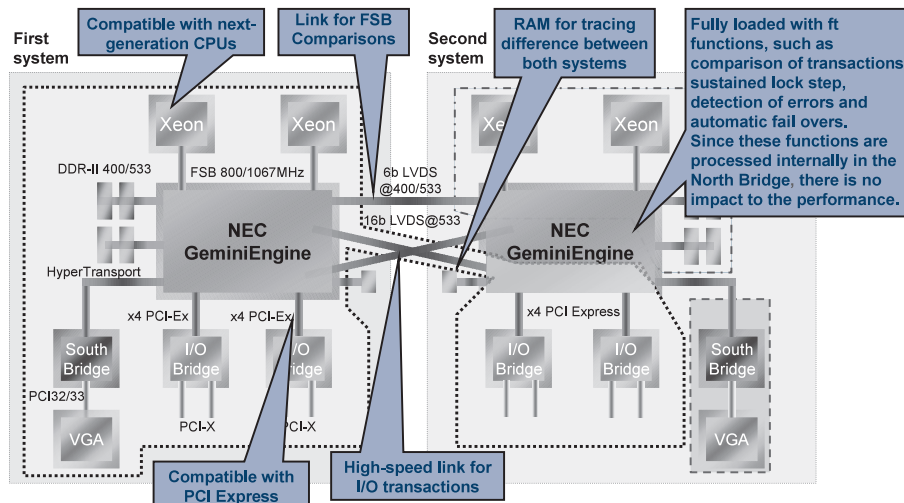 First
system
Compatible with next-
generation CPUs
Link for FSB
Comparisons
RAM for tracing
difference between
both systems
Second
system
Fully loaded with ft
functions, such as
comparison of transactions
sustained lock step,
detection of errors and
automatic fail overs.
Since these functions are
processed internally in the
North Bridge, there is no
impact to the performance.
Xeon
Xeon
Xeon
Xeon
DDR-II 400/533
FSB 800/1067MHz
6b LVDS
@400/533
16b LVDS@533
NEC
GeminiEngine
NEC
GeminiEngine
HyperTransport
x4 PCI-Ex
x4 PCI-Ex
x4 PCI Express
South
Bridge
I/O
Bridge
I/O
Bridge
I/O
Bridge
I/O
Bridge
South
Bridge
PCI32/33
PCI-X
PCI-X
VGA
VGA
Compatible with
PCI Express
High-speed link for
I/O transactions